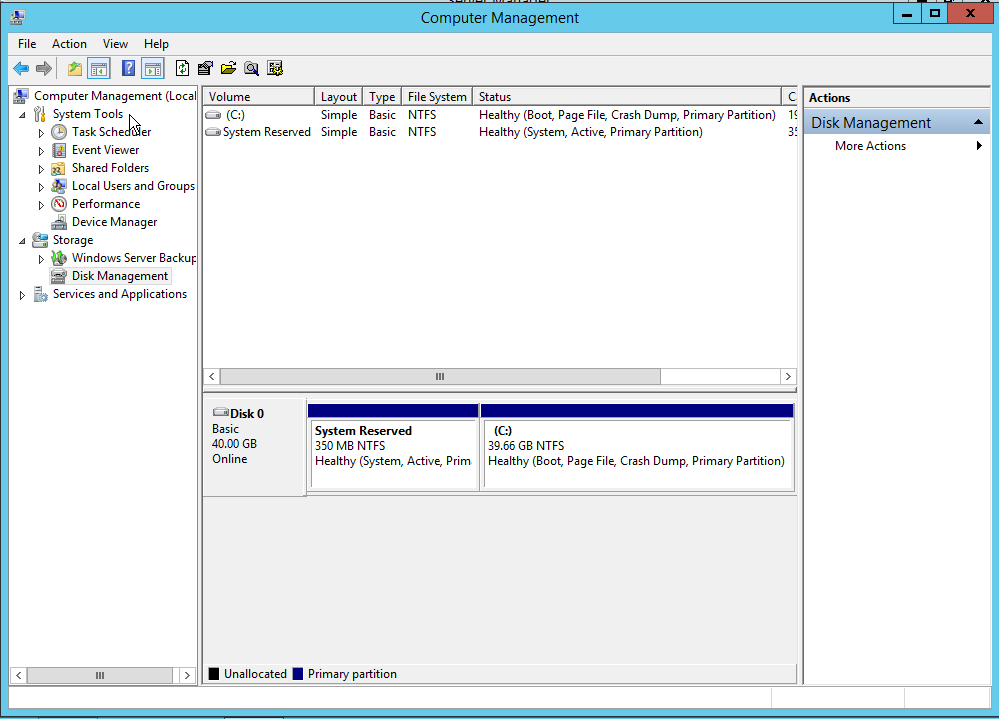 Computer Management
X
File Action View Help
Computer Management (Local
System Tools
Task Scheduler
Event Viewer
Shared Folders
Local Users and Groups
Performance
Device Manager
Storage
Windows Server Backup
Disk Management
Services and Applications
Volume Layout Type File System Status C
(C:) Simple Basic NTFS Healthy (Boot, Page File, Crash Dump, Primary Partition) 19
System Reserved Simple Basic NTFS Healthy (System, Active, Primary Partition) 35
Disk 0
Basic
40.00 GB
Online
System Reserved
350 MB NTFS
Healthy (System, Active, Prim
(C:)
39.66 GB NTFS
Healthy (Boot, Page File, Crash Dump, Primary Partition)
Unallocated Primary partition
Actions
Disk Management
More Actions